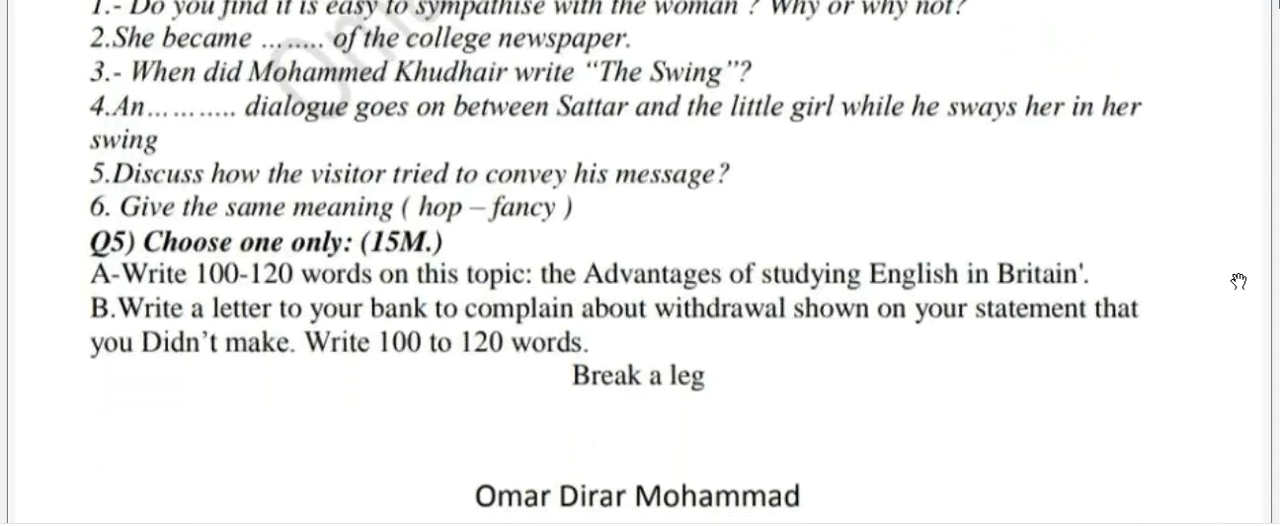 1.- Do you find it is easy to sympathise with the woman ? Why or why not?
2.She became ... ..... of the college newspaper.
3.- When did Mohammed Khudhair write “The Swing”?
4.An... ... ..... dialogue goes on between Sattar and the little girl while he sways her in her
swing
5.Discuss how the visitor tried to convey his message?
6. Give the same meaning ( hop – fancy )
Q5) Choose one only: (15M.)
A-Write 100-120 words on this topic: the Advantages of studying English in Britain'.
B.Write a letter to your bank to complain about withdrawal shown on your statement that
you Didn’t make. Write 100 to 120 words.
Break a leg
Omar Dirar Mohammad